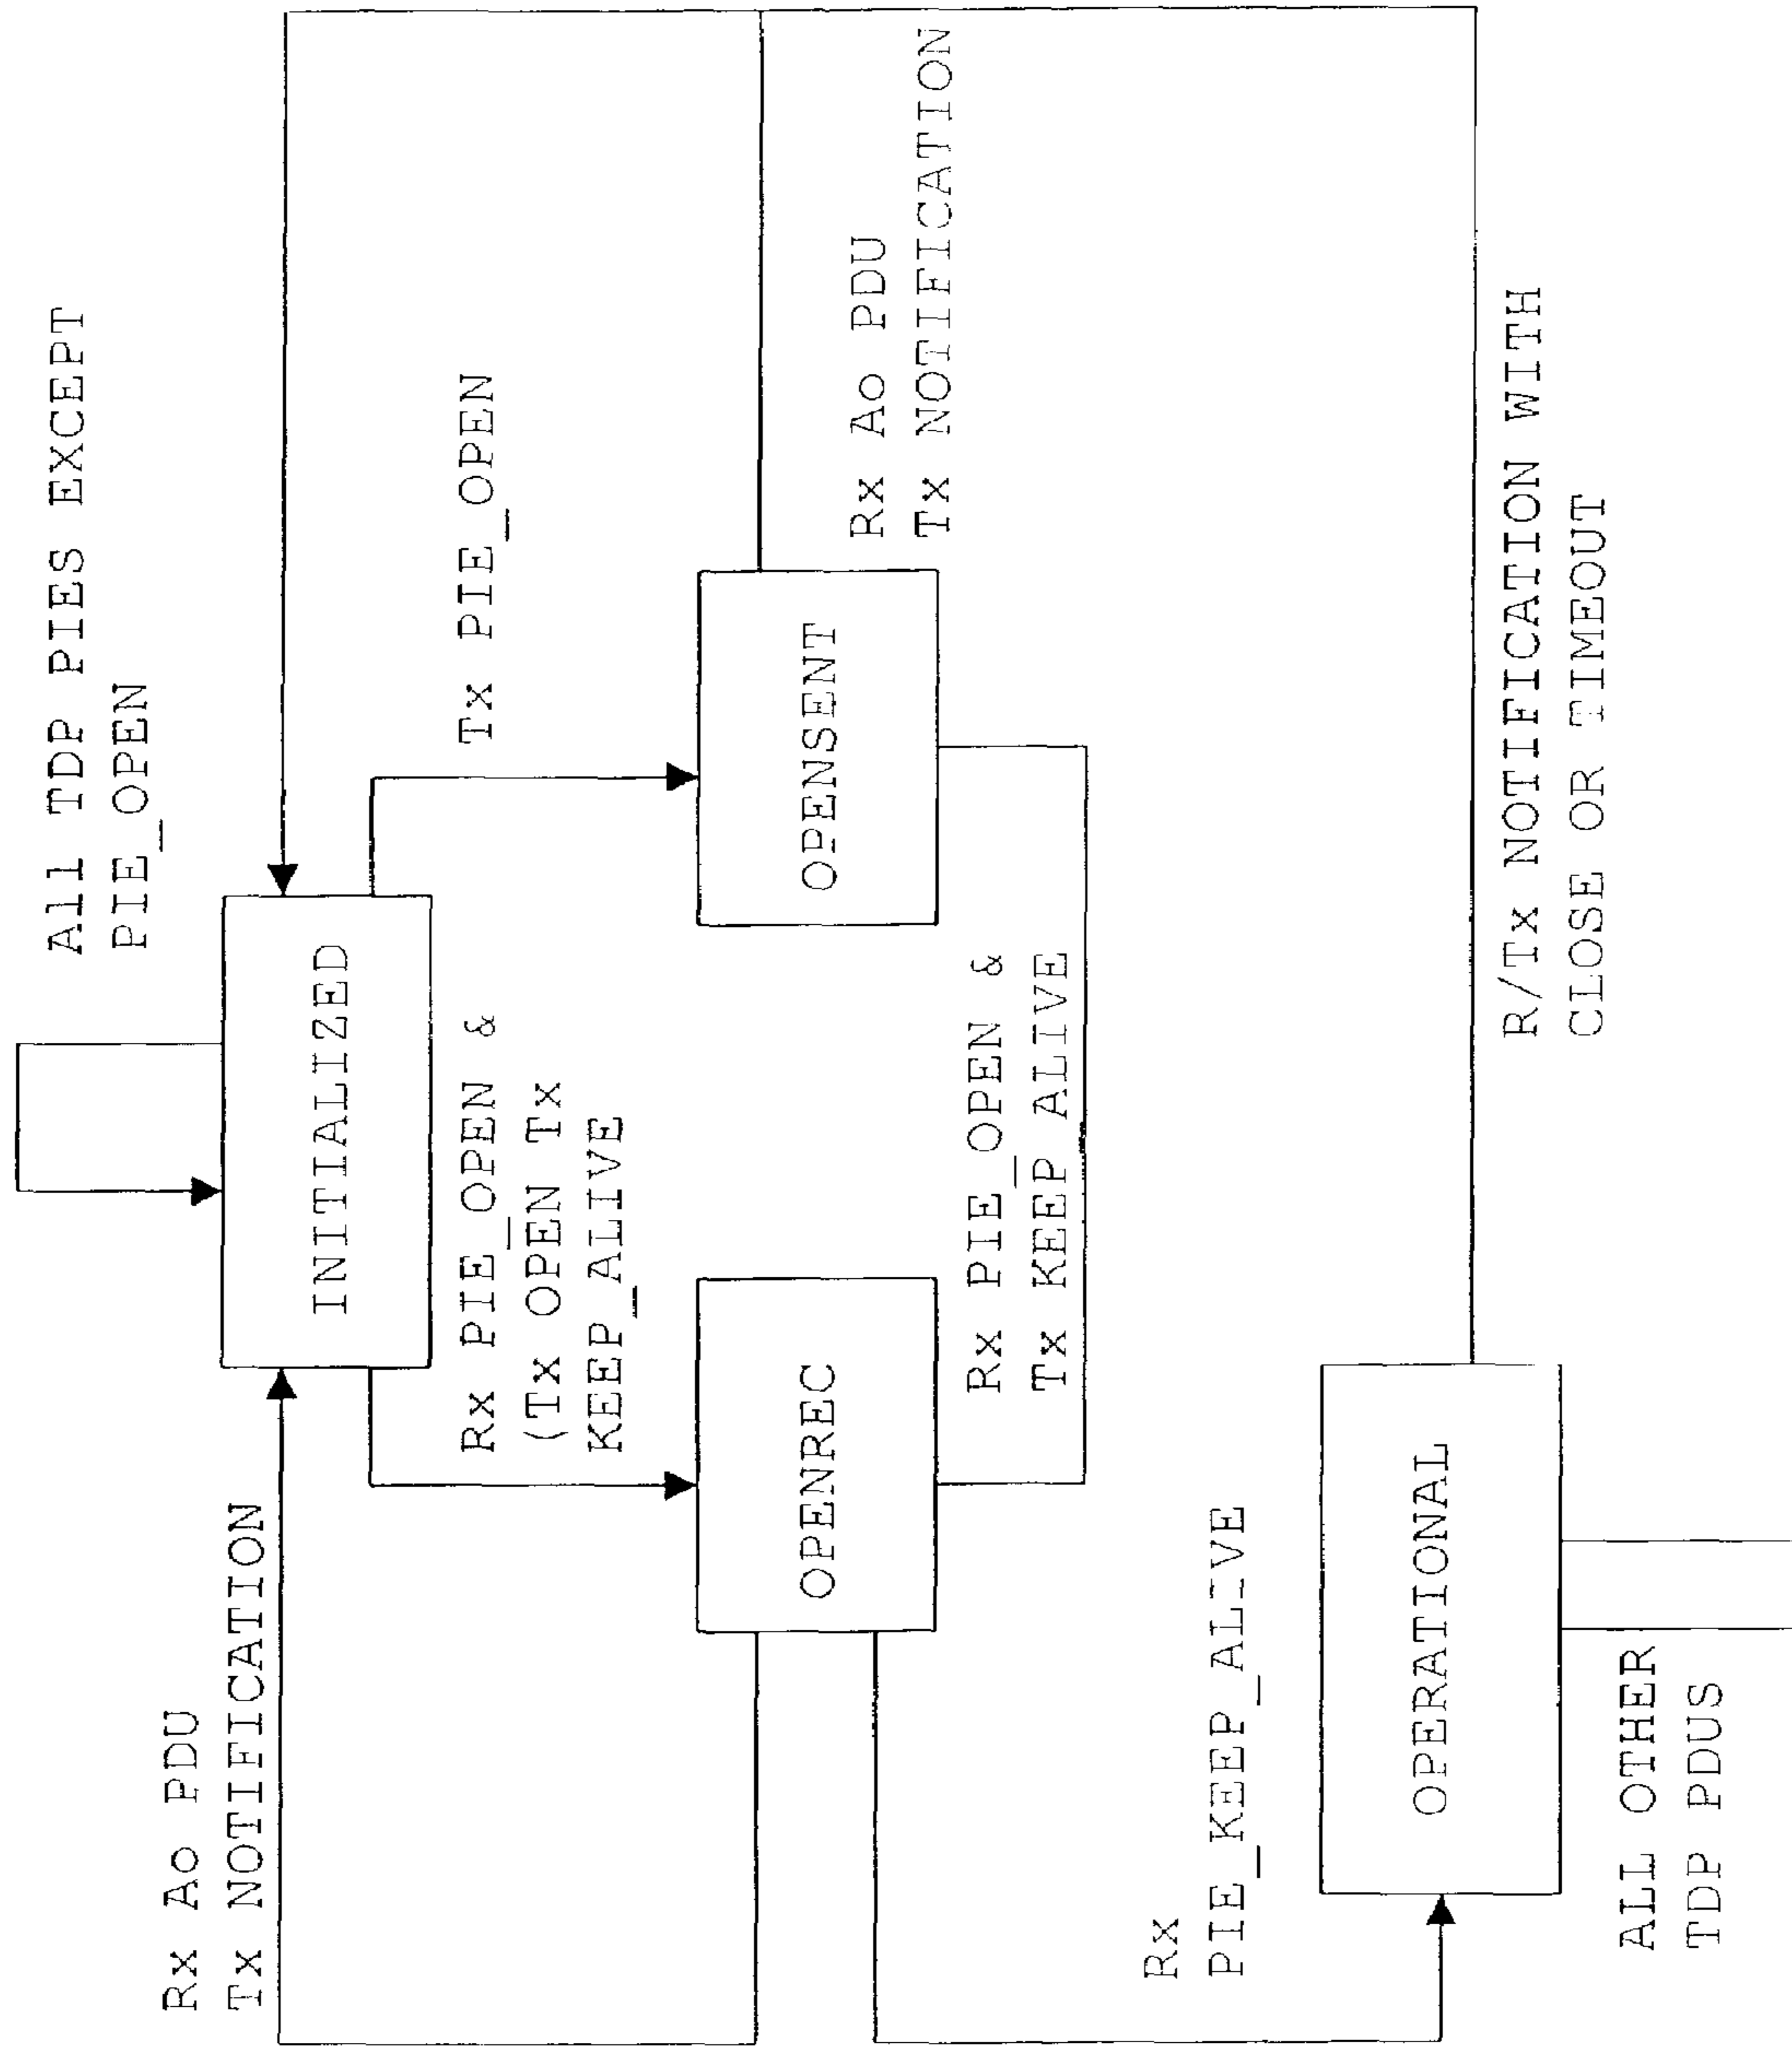 All TDP PIES EXCEPT
PIE_OPEN
Rx Ao PDU
Tx NOTIFICATION
INITIALIZED
Rx PIE_OPEN &
(Tx OPEN Tx
KEEP_ALIVE
Tx PIE_OPEN
OPENREC
OPENSENT
Rx Ao PDU
Tx NOTIFICATION
Rx PIE_OPEN &
Tx KEEP ALIVE
Rx
PIE_KEEP_ALIVE
OPERATIONAL
R/Tx NOTIFICATION WITH
CLOSE OR TIMEOUT
ALL OTHER
TDP PDUS